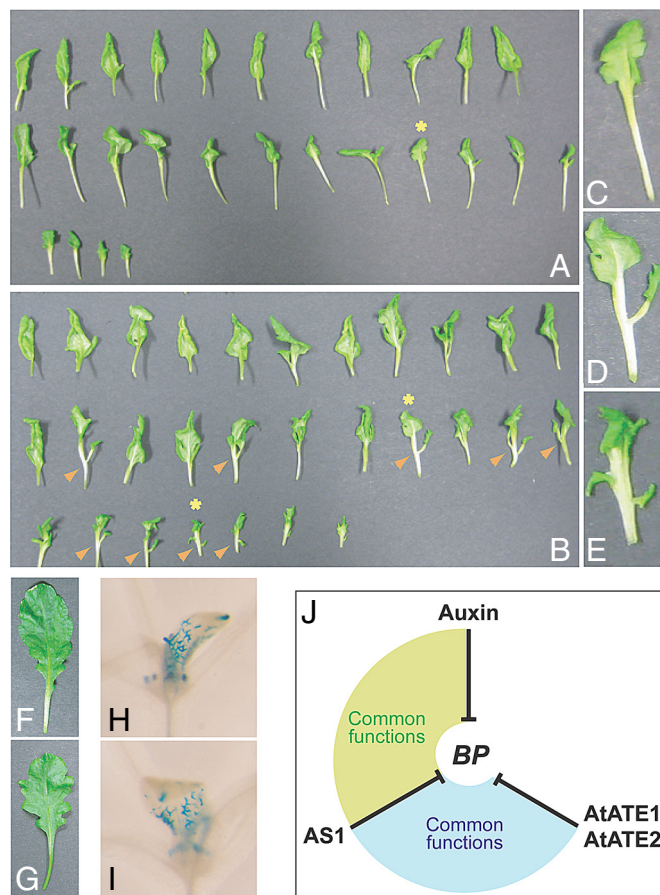 A
B
C
D
E
F
G
H
I
J
Auxin
Common
functions
BP
AS1
Common
functions
AtATE1
AtATE2